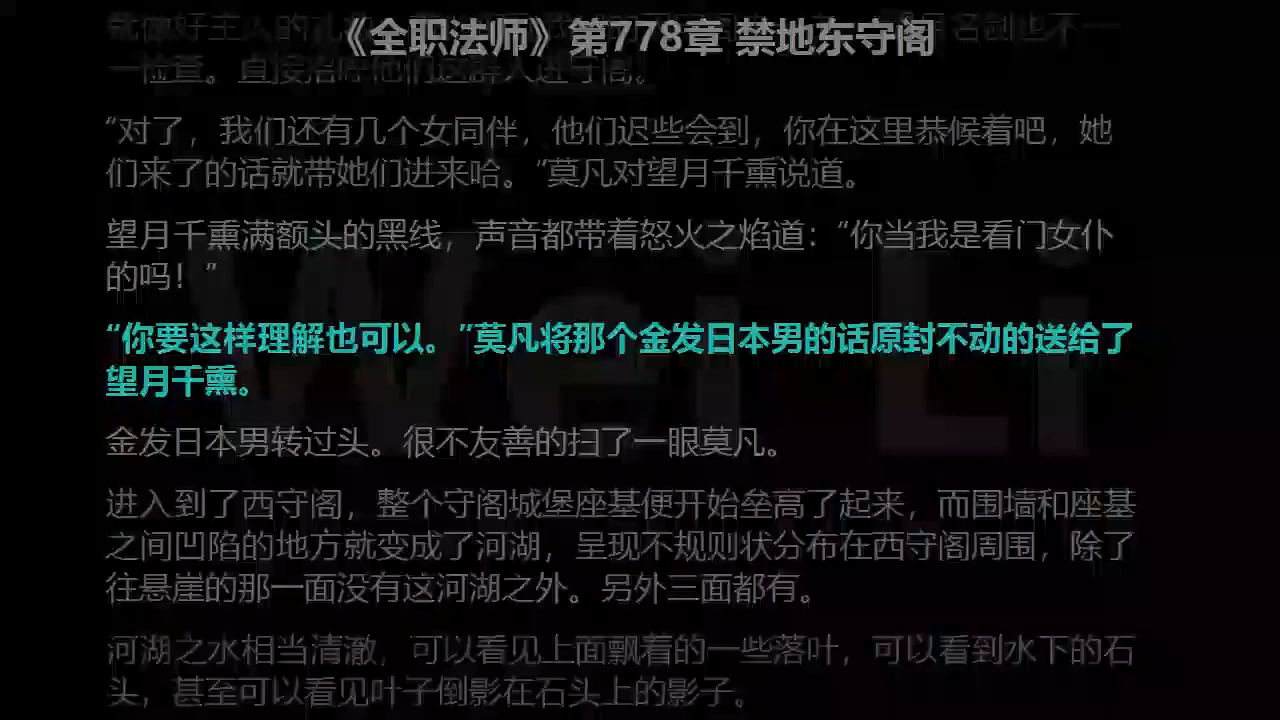 《全职法师》第778章 禁地东守阁
就做好主人的
一检查。直接招呼他们这群人进守阁。
“对了，我们还有几个女同伴，他们迟些会到，你在这里恭候着吧，她
们来了的话就带她们进来哈。“莫凡对望月千熏说道。
望月千熏满额头的黑线，声音都带着怒火之焰道：“你当我是看门女仆
的吗！”
“你要这样理解也可以。”莫凡将那个金发日本男的话原封不动的送给了
望月千熏。
金发日本男转过头。很不友善的扫了一眼莫凡。
进入到了西守阁，整个守阁城堡座基便开始垒高了起来，而围墙和座基
之间凹陷的地方就变成了河湖，呈现不规则状分布在西守阁周围，除了
往悬崖的那一面没有这河湖之外。另外三面都有。
河湖之水相当清澈，可以看见上面飘着的一些落叶，可以看到水下的石
头，甚至可以看见叶子倒影在石头上的影子。
Wei Li